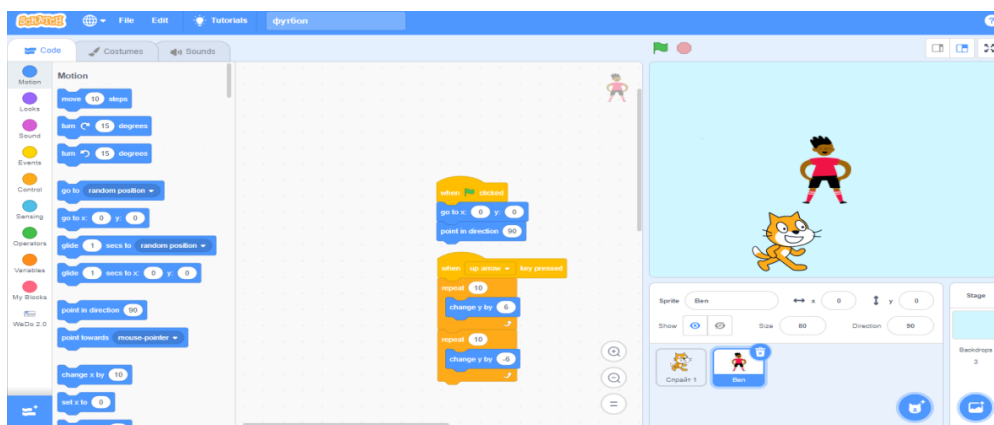 SCRATCH File Edit Tutorials футбол
Code Costumes Sounds
Motion
Looks
Sound
Events
Control
Sensing
Operators
Variables
My Blocks
WeDo 2.0
Motion
move 10 steps
turn 15 degrees
turn 15 degrees
go to random position
go to x: 0 y: 0
glide 1 secs to random position
glide 1 secs to x: 0 y: 0
point in direction 90
point towards mouse-pointer
change x by 10
set x to 0
when clicked
go to x: 0 y: 0
point in direction 90
when up arrow key pressed
repeat 10
change y by 6
repeat 10
change y by -6
Sprite Ben x 0 y 0
Show Size 80 Direction 90
Спрайт 1
Ben
Stage
Backdrops
3